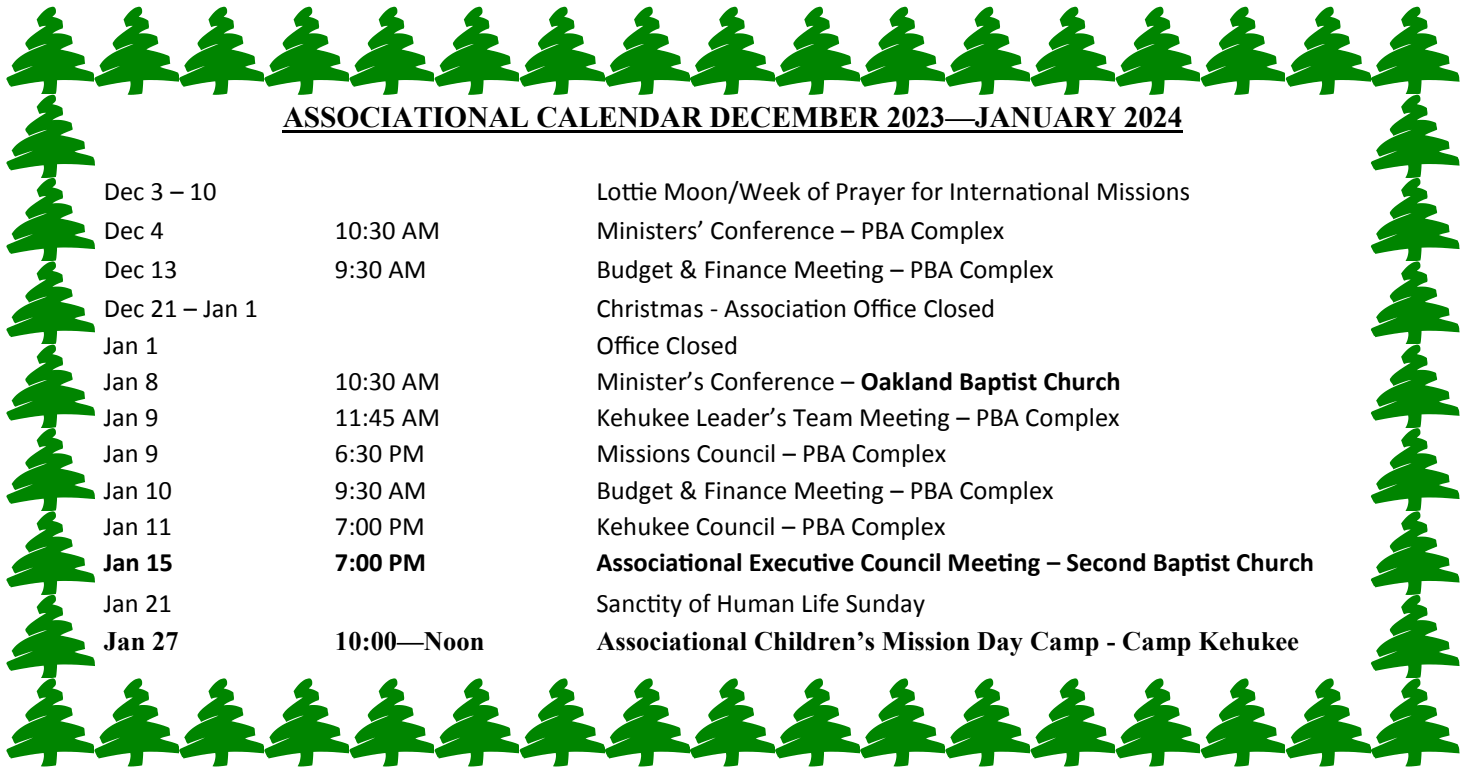 ASSOCIATIONAL CALENDAR DECEMBER 2023—JANUARY 2024
Dec 3 – 10 Lottie Moon/Week of Prayer for International Missions
Dec 4 10:30 AM Ministers’ Conference – PBA Complex
Dec 13 9:30 AM Budget & Finance Meeting – PBA Complex
Dec 21 – Jan 1 Christmas - Association Office Closed
Jan 1 Office Closed
Jan 8 10:30 AM Minister’s Conference – Oakland Baptist Church
Jan 9 11:45 AM Kehukee Leader’s Team Meeting – PBA Complex
Jan 9 6:30 PM Missions Council – PBA Complex
Jan 10 9:30 AM Budget & Finance Meeting – PBA Complex
Jan 11 7:00 PM Kehukee Council – PBA Complex
Jan 15 7:00 PM Associational Executive Council Meeting – Second Baptist Church
Jan 21 Sanctity of Human Life Sunday
Jan 27 10:00—Noon Associational Children’s Mission Day Camp - Camp Kehukee